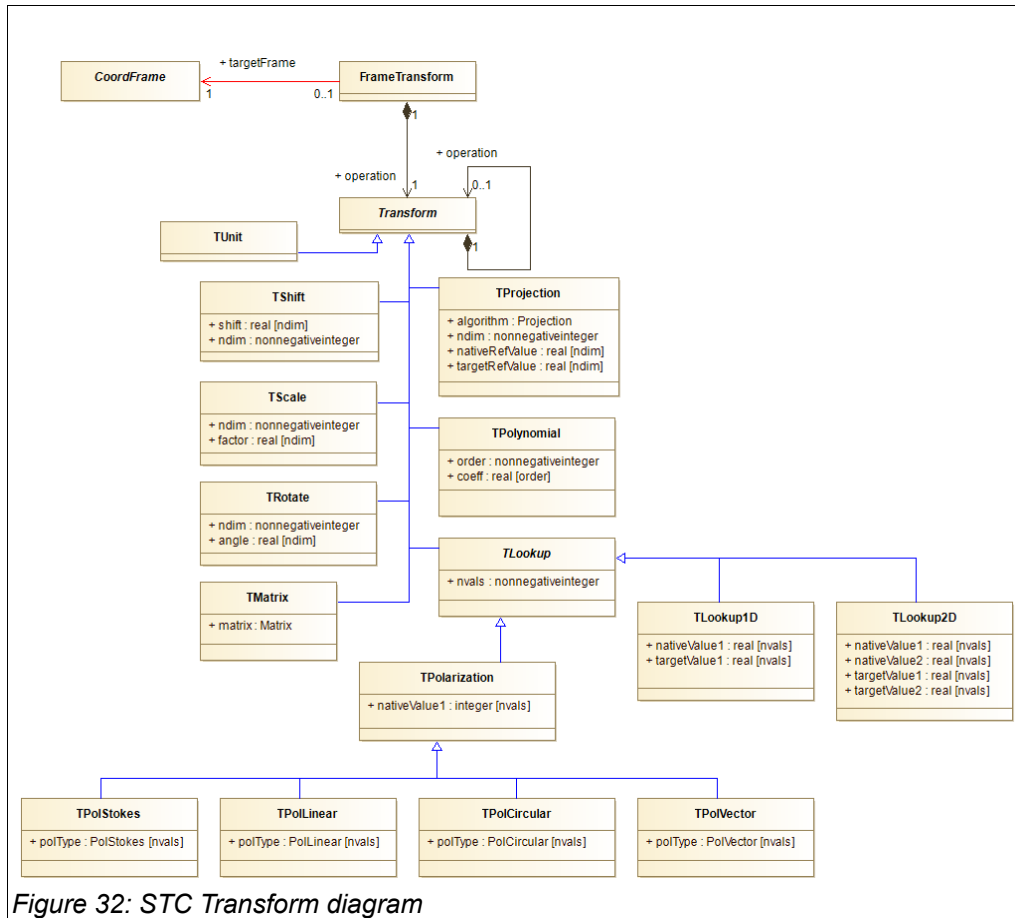 + targetFrame
CoordFrame
FrameTransform
1
0..1
1
+ operation
+ operation
1
0..1
Transform
1
TUnit
TShift
+ shift : real [ndim]
+ ndim : nonnegativeinteger
TProjection
+ algorithm : Projection
+ ndim : nonnegativeinteger
+ nativeRefValue : real [ndim]
+ targetRefValue : real [ndim]
TScale
+ ndim : nonnegativeinteger
+ factor : real [ndim]
TPolynomial
+ order : nonnegativeinteger
+ coeff : real [order]
TRotate
+ ndim : nonnegativeinteger
+ angle : real [ndim]
TLookup
+ nvals : nonnegativeinteger
TMatrix
+ matrix : Matrix
TLookup1D
+ nativeValue1 : real [nvals]
+ targetValue1 : real [nvals]
TLookup2D
+ nativeValue1 : real [nvals]
+ nativeValue2 : real [nvals]
+ targetValue1 : real [nvals]
+ targetValue2 : real [nvals]
TPolarization
+ nativeValue1 : integer [nvals]
TPolStokes
+ polType : PolStokes [nvals]
TPolLinear
+ polType : PolLinear [nvals]
TPolCircular
+ polType : PolCircular [nvals]
TPolVector
+ polType : PolVector [nvals]
Figure 32: STC Transform diagram